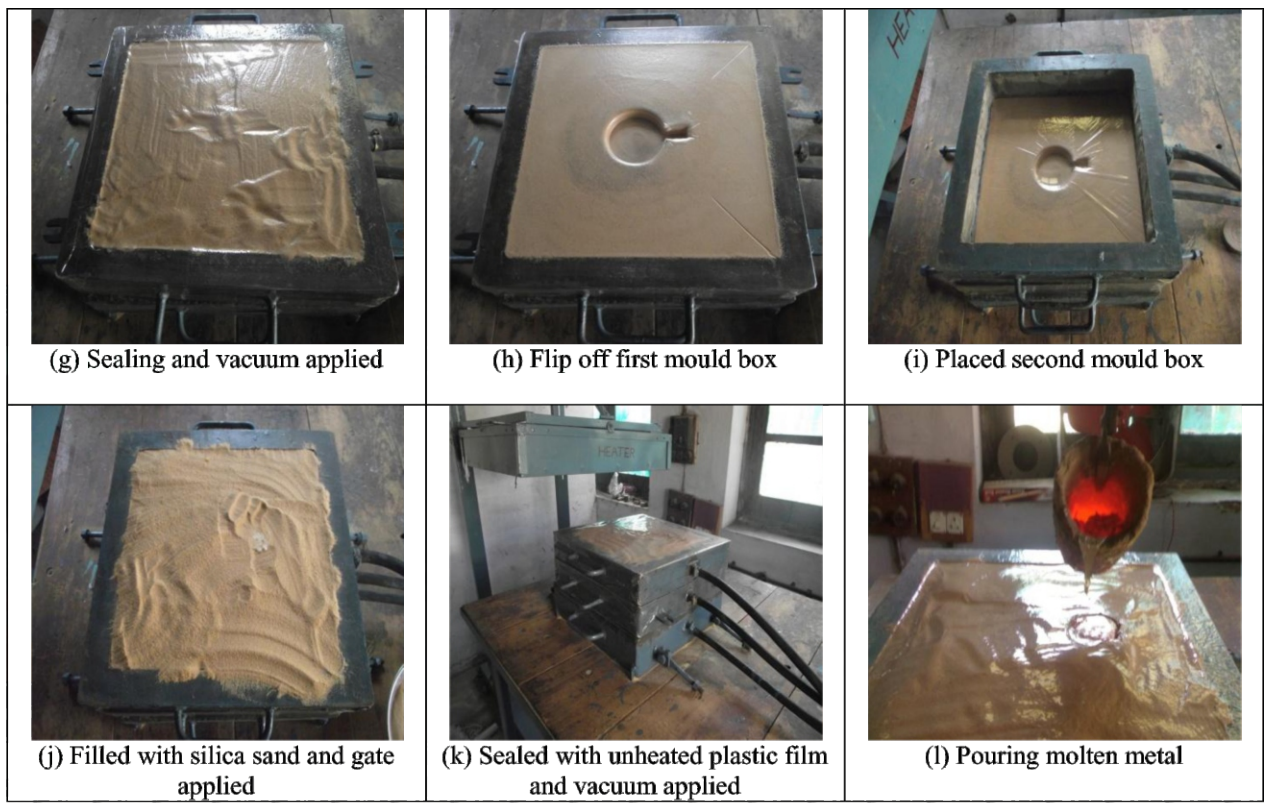 HEA
(g) Sealing and vacuum applied
(h) Flip off first mould box
(i) Placed second mould box
HEATER
(j) Filled with silica sand and gate
applied
(k) Sealed with unheated plastic film
and vacuum applied
(l) Pouring molten metal